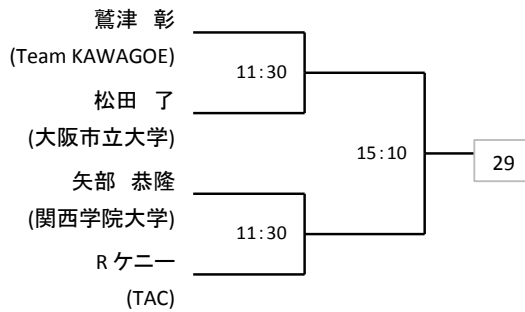 鷲津 彰
(Team KAWAGOE)
11:30
松田 了
(大阪市立大学)
15:10
29
矢部 恭隆
(関西学院大学)
11:30
R ケニー
(TAC)